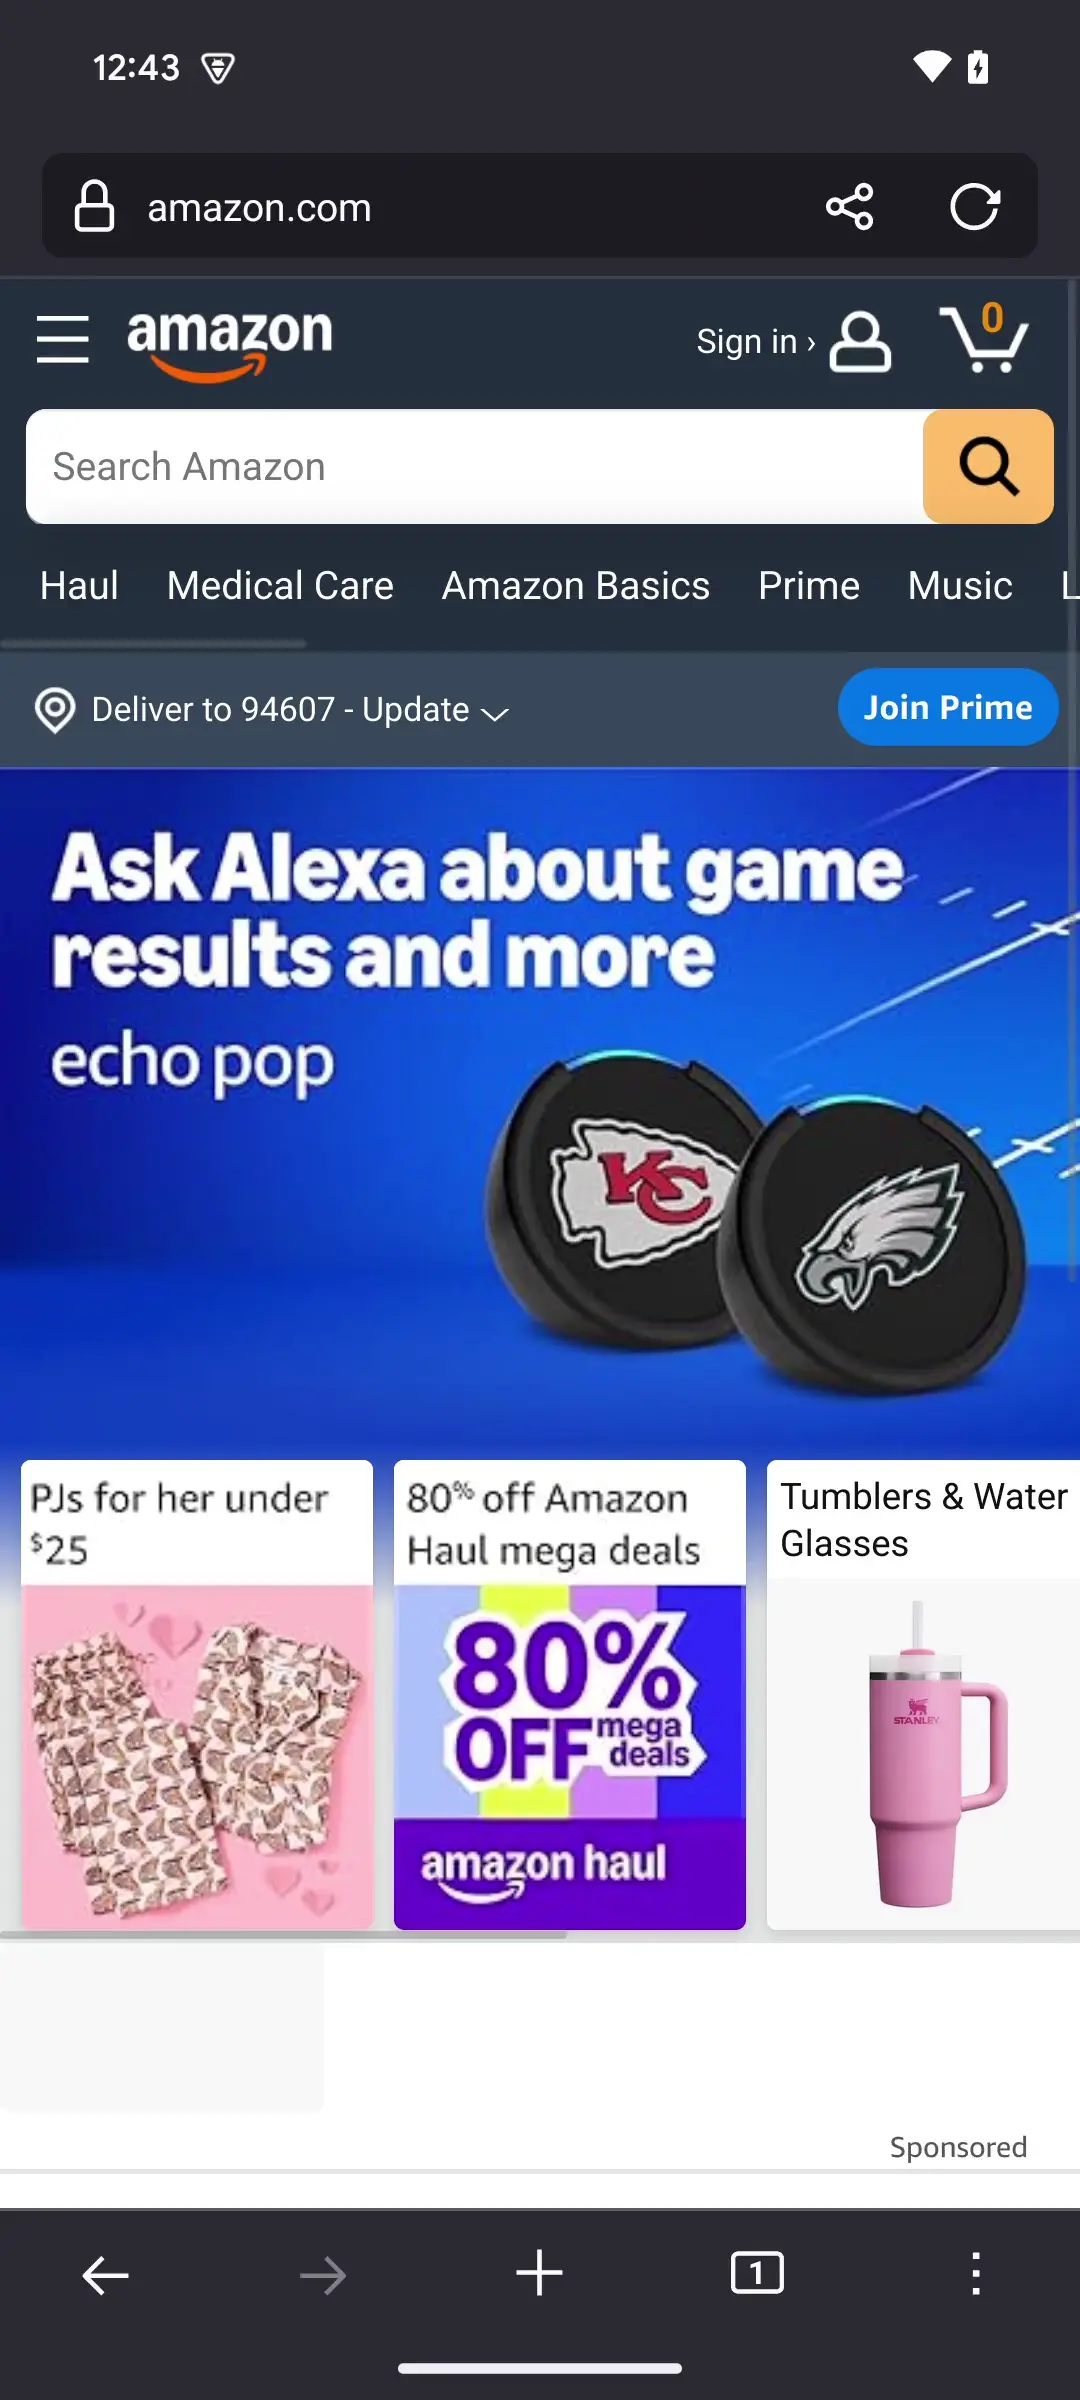 12:43
amazon.com
amazon
Sign in ›
0
Search Amazon
Haul Medical Care Amazon Basics Prime Music L
Deliver to 94607 - Update
Join Prime
Ask Alexa about game
results and more
echo pop
KC
PJs for her under
$25
80% off Amazon
Haul mega deals
80%
OFF mega
deals
amazon haul
Tumblers & Water
Glasses
STANLEY
Sponsored
1